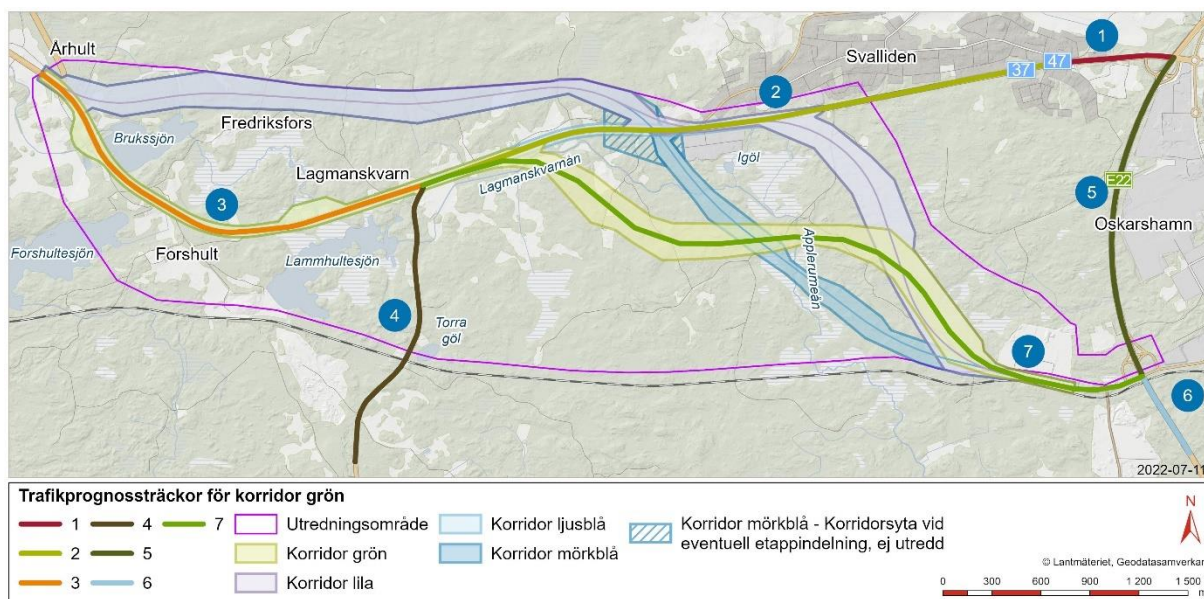 Århult
Svalliden
1
37
47
2
Brukssjön
Fredriksfors
Lagmanskvarn
Lagmanskvarnån
Igöl
5
E22
Oskarshamn
3
Forshultesjön
Forshult
Lammhultesjön
Applerumeån
4
Torra
göl
7
6
2022-07-11
Trafikprognossträckor för korridor grön
1 4 7 Utredningsområde Korridor ljusblå Korridor mörkblå - Korridorsyta vid
eventuell etappindelning, ej utredd
2 5 Korridor grön Korridor mörkblå
3 6 Korridor lila
N
© Lantmäteriet, Geodatasamverkan
0 300 600 900 1 200 1 500